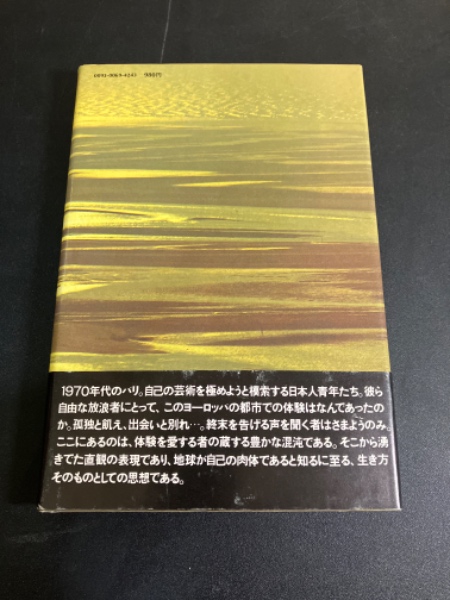 0093-8069-4241 980円
1970年代のパリ。自己の芸術を極めようと模索する日本人青年たち。彼ら
自由な放浪者にとって、このヨーロッパの都市での体験はなんであったの
か。孤独と飢え、出会いと別れ…。終末を告げる声を聞く者はさまようのみ。
ここにあるのは、体験を愛する者の蔵する豊かな混沌である。そこから湧
きでた直観の表現であり、地球が自己の肉体であると知るに至る、生き方
そのものとしての思想である。